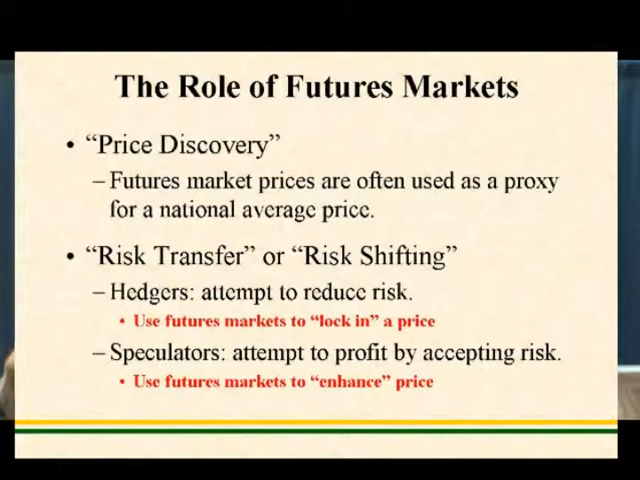 The Role of Futures Markets
• “Price Discovery”
– Futures market prices are often used as a proxy
for a national average price.
• “Risk Transfer” or “Risk Shifting”
– Hedgers: attempt to reduce risk.
• Use futures markets to “lock in” a price
– Speculators: attempt to profit by accepting risk.
• Use futures markets to “enhance” price